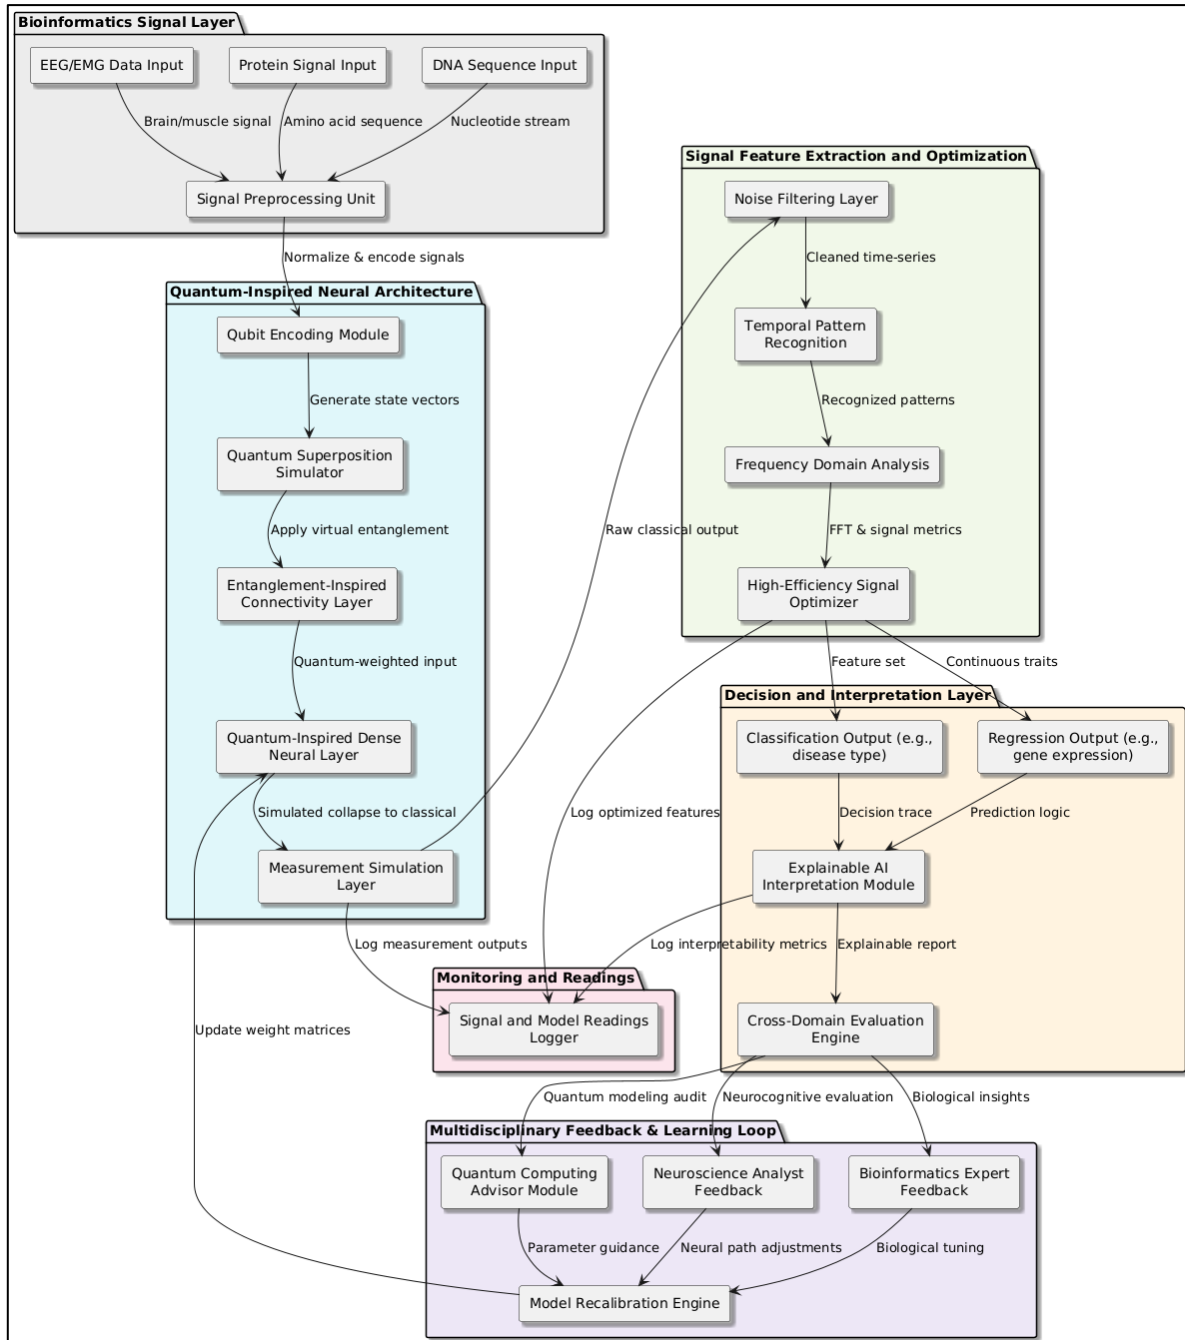 Bioinformatics Signal Layer
EEG/EMG Data Input
Protein Signal Input
DNA Sequence Input
Brain/muscle signal
Amino acid sequence
Nucleotide stream
Signal Preprocessing Unit
Normalize & encode signals
Quantum-Inspired Neural Architecture
Qubit Encoding Module
Generate state vectors
Quantum Superposition
Simulator
Apply virtual entanglement
Entanglement-Inspired
Connectivity Layer
Quantum-weighted input
Quantum-Inspired Dense
Neural Layer
Simulated collapse to classical
Measurement Simulation
Layer
Raw classical output
Signal Feature Extraction and Optimization
Noise Filtering Layer
Cleaned time-series
Temporal Pattern
Recognition
Recognized patterns
Frequency Domain Analysis
FFT & signal metrics
High-Efficiency Signal
Optimizer
Feature set
Continuous traits
Log optimized features
Decision and Interpretation Layer
Classification Output (e.g.,
disease type)
Regression Output (e.g.,
gene expression)
Decision trace
Prediction logic
Explainable AI
Interpretation Module
Log measurement outputs
Log interpretability metrics
Explainable report
Monitoring and Readings
Signal and Model Readings
Logger
Cross-Domain Evaluation
Engine
Update weight matrices
Quantum modeling audit
Neurocognitive evaluation
Biological insights
Multidisciplinary Feedback & Learning Loop
Quantum Computing
Advisor Module
Neuroscience Analyst
Feedback
Bioinformatics Expert
Feedback
Parameter guidance
Neural path adjustments
Biological tuning
Model Recalibration Engine